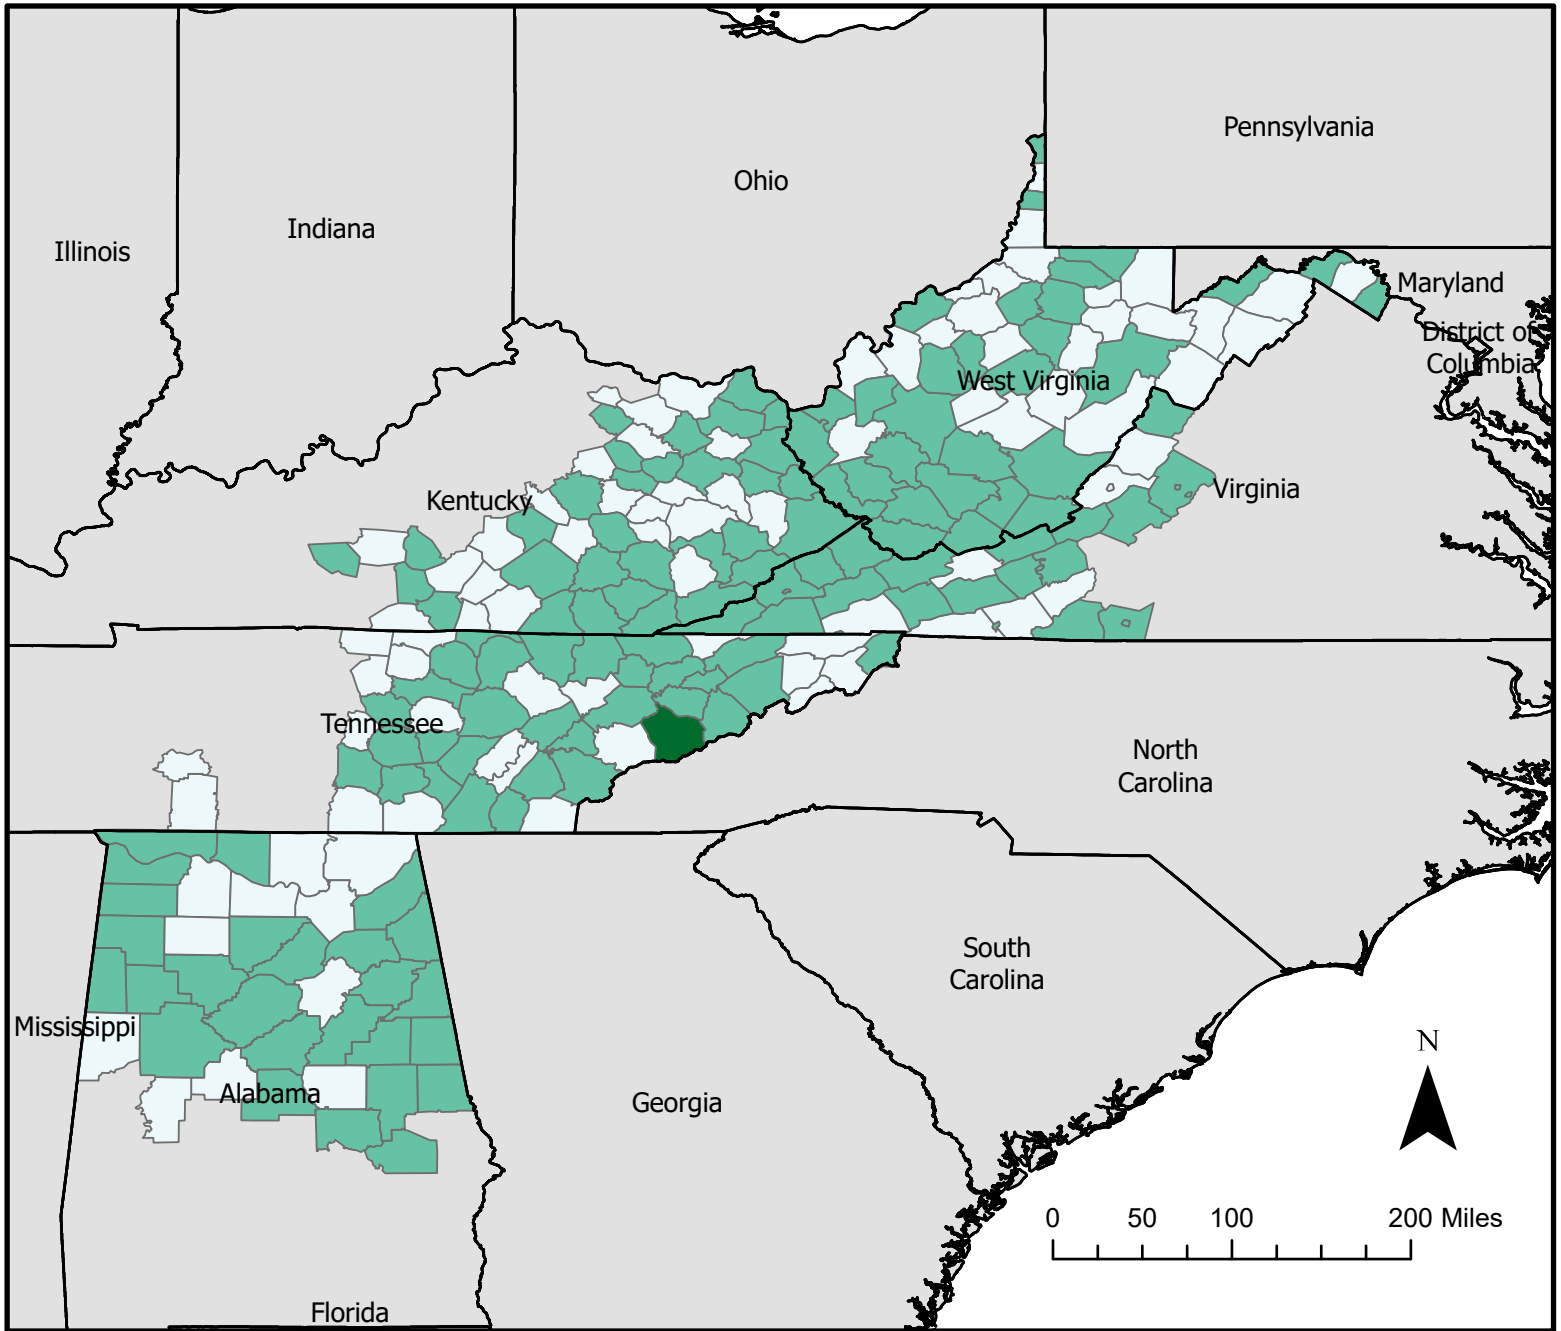 Pennsylvania
Ohio
Indiana
Illinois
Maryland
District of
Columbia
West Virginia
Kentucky
Virginia
Tennessee
North
Carolina
South
Carolina
Mississippi
Alabama
Georgia
N
0 50 100 200 Miles
Florida